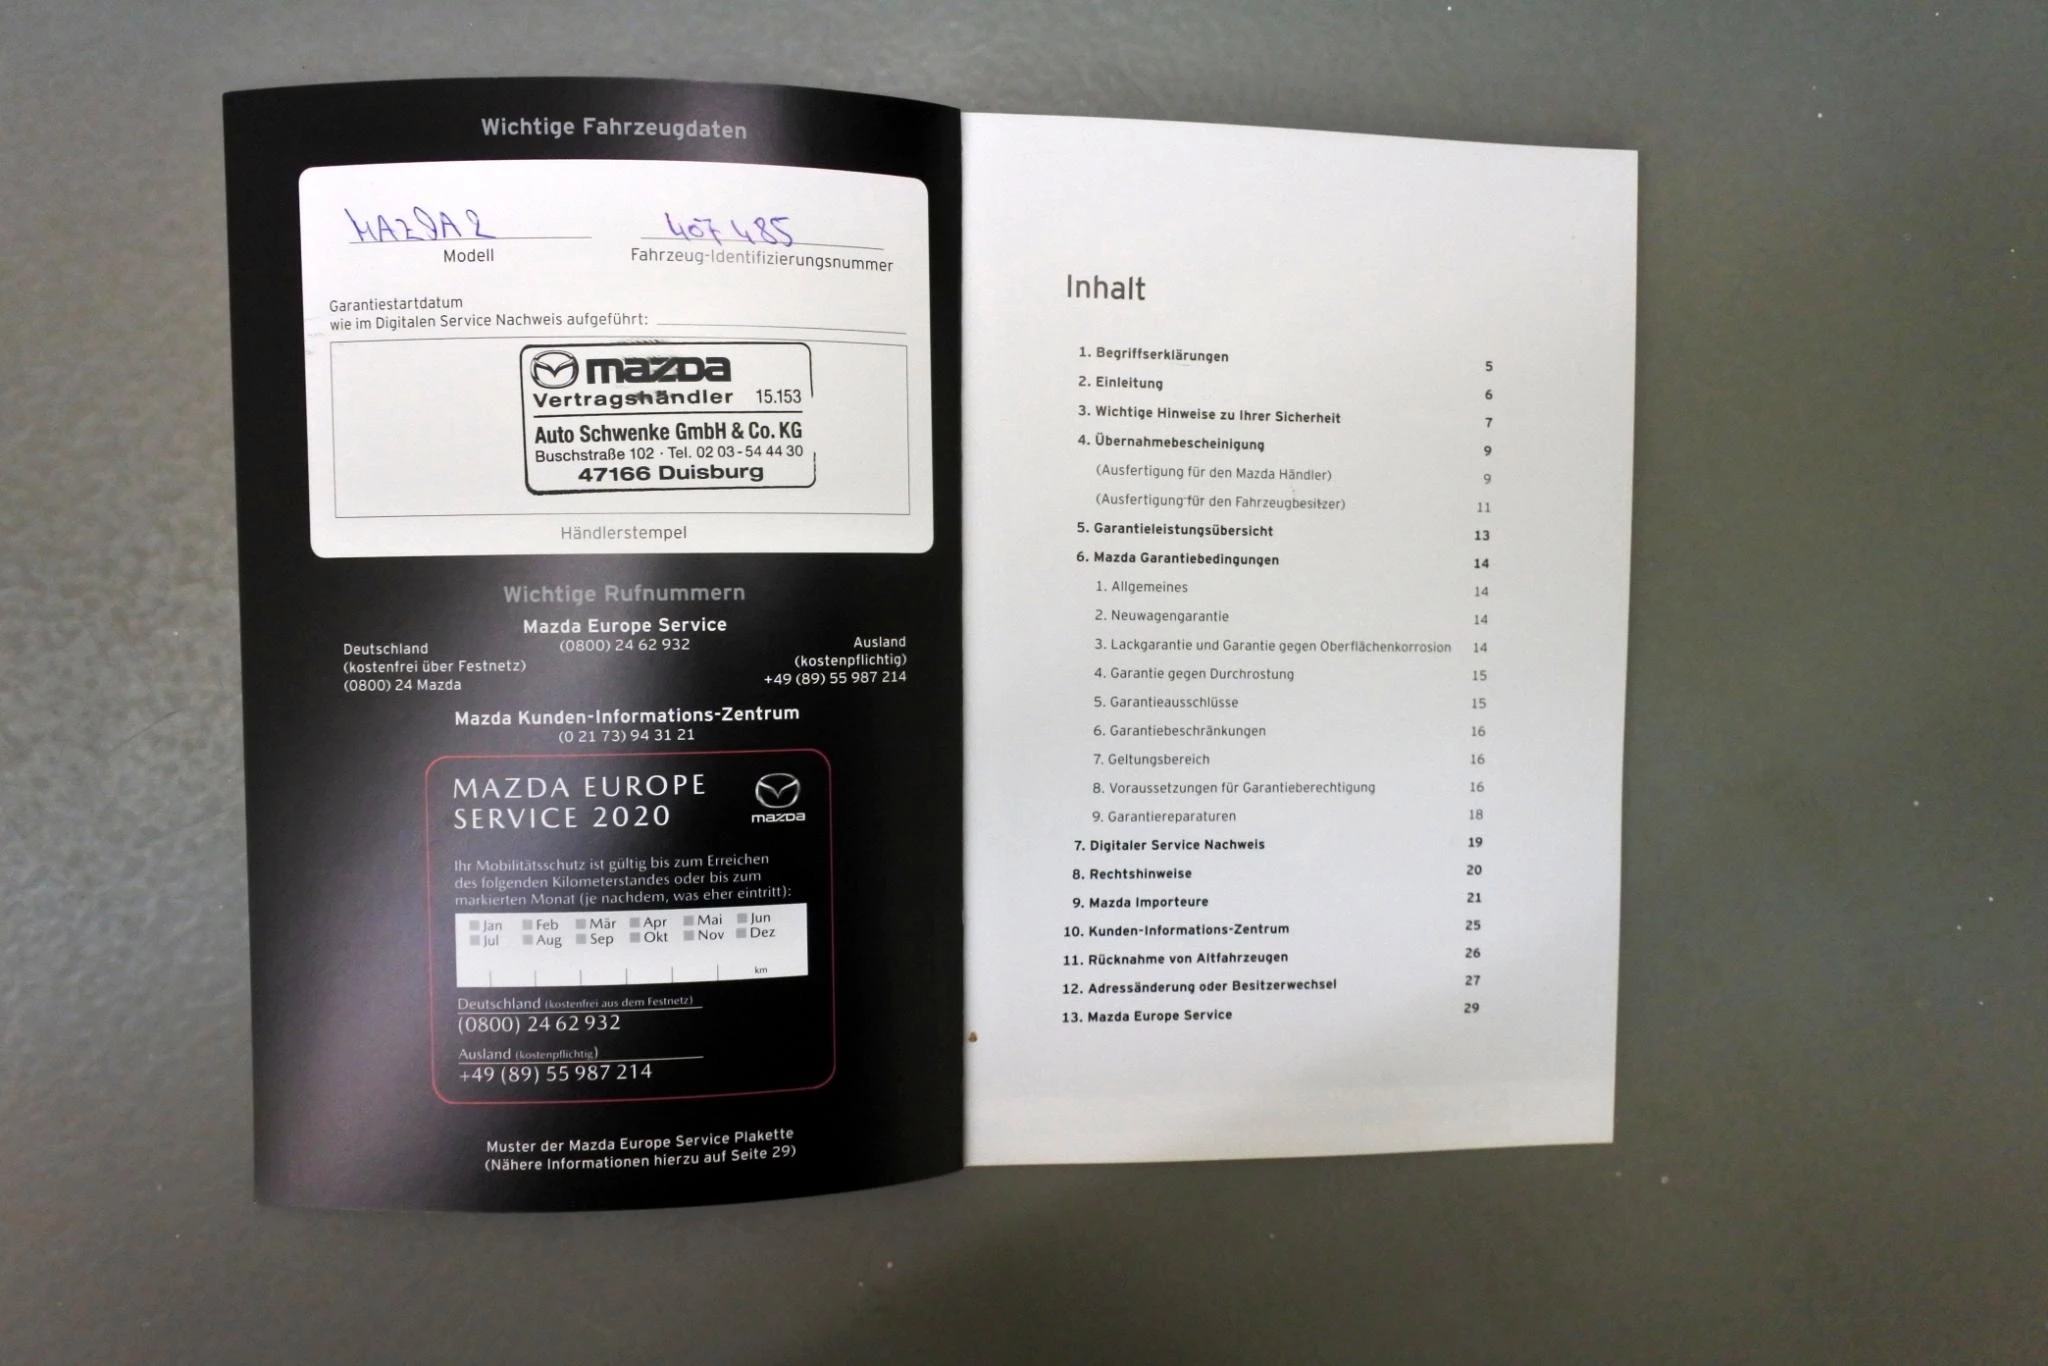 Wichtige Fahrzeugdaten
MAZDA 2
Modell
407 485
Fahrzeug-Identifizierungsnummer
Garantiestartdatum
wie im Digitalen Service Nachweis aufgeführt:
mazda
Vertragshändler 15.153
Auto Schwenke GmbH & Co. KG
Buschstraße 102 · Tel. 02 03 - 54 44 30
47166 Duisburg
Händlerstempel
Wichtige Rufnummern
Mazda Europe Service
(0800) 24 62 932
Deutschland
(kostenfrei über Festnetz)
(0800) 24 Mazda
Ausland
(kostenpflichtig)
+49 (89) 55 987 214
Mazda Kunden-Informations-Zentrum
(0 21 73) 94 31 21
MAZDA EUROPE
SERVICE 2020
mazda
Ihr Mobilitätsschutz ist gültig bis zum Erreichen
des folgenden Kilometerstandes oder bis zum
markierten Monat (je nachdem, was eher eintritt):
Jan Feb Mär Apr Mai Jun
Jul Aug Sep Okt Nov Dez
km
Deutschland (kostenfrei aus dem Festnetz)
(0800) 24 62 932
Ausland (kostenpflichtig)
+49 (89) 55 987 214
Muster der Mazda Europe Service Plakette
(Nähere Informationen hierzu auf Seite 29)
Inhalt
1. Begriffserklärungen 5
2. Einleitung 6
3. Wichtige Hinweise zu Ihrer Sicherheit 7
4. Übernahmebescheinigung 9
(Ausfertigung für den Mazda Händler) 9
(Ausfertigung für den Fahrzeugbesitzer) 11
5. Garantieleistungsübersicht 13
6. Mazda Garantiebedingungen 14
1. Allgemeines 14
2. Neuwagengarantie 14
3. Lackgarantie und Garantie gegen Oberflächenkorrosion 14
4. Garantie gegen Durchrostung 15
5. Garantieausschlüsse 15
6. Garantiebeschränkungen 16
7. Geltungsbereich 16
8. Voraussetzungen für Garantieberechtigung 16
9. Garantiereparaturen 18
7. Digitaler Service Nachweis 19
8. Rechtshinweise 20
9. Mazda Importeure 21
10. Kunden-Informations-Zentrum 25
11. Rücknahme von Altfahrzeugen 26
12. Adressänderung oder Besitzerwechsel 27
13. Mazda Europe Service 29